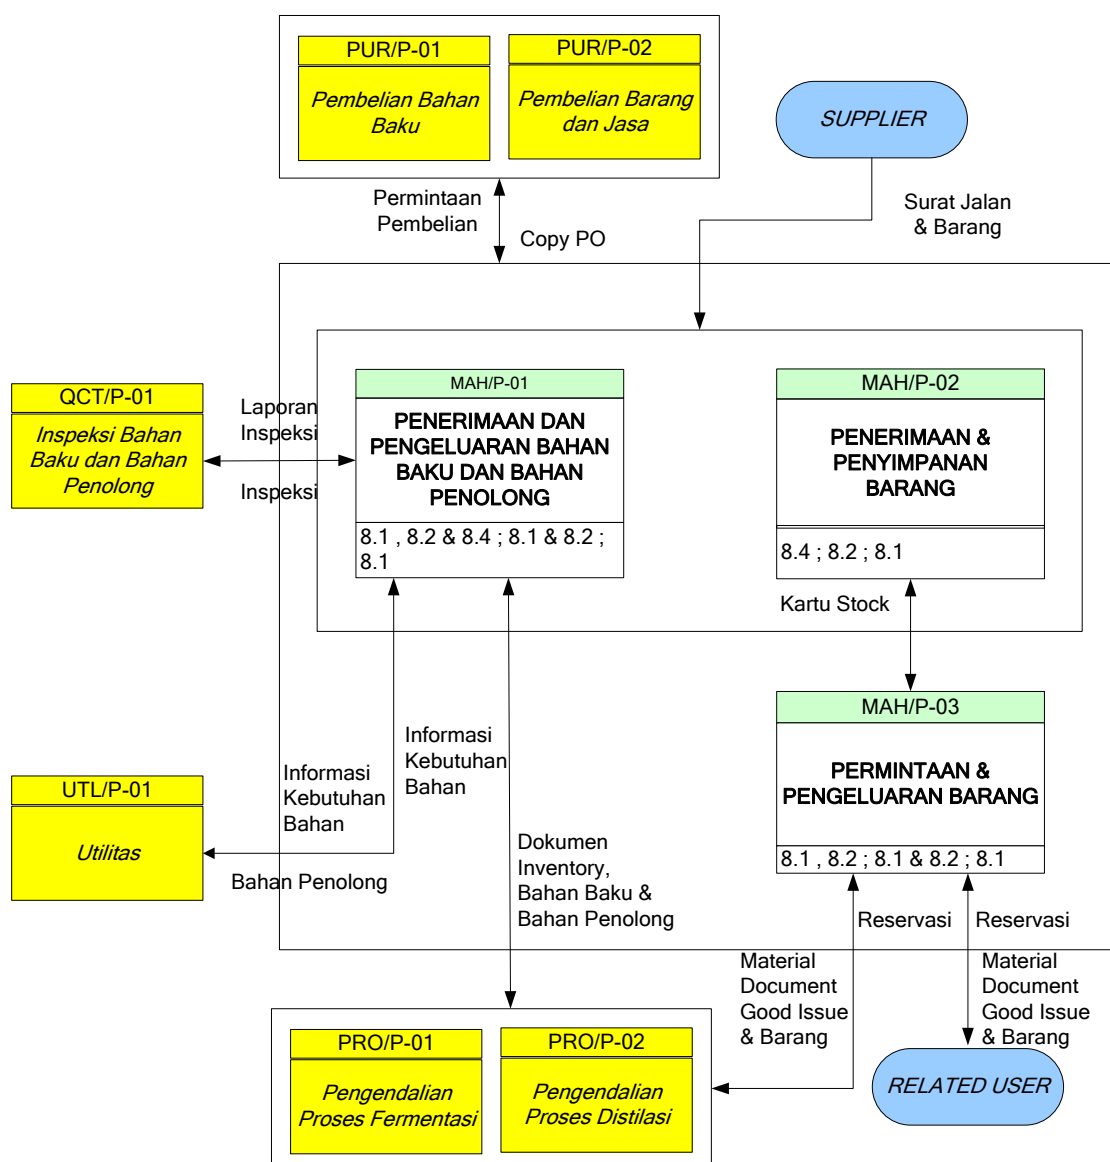 PUR/P-01
Pembelian Bahan
Baku
PUR/P-02
Pembelian Barang
dan Jasa
SUPPLIER
Permintaan
Pembelian
Copy PO
Surat Jalan
& Barang
QCT/P-01
Inspeksi Bahan
Baku dan Bahan
Penolong
Laporan
Inspeksi
Inspeksi
MAH/P-01
PENERIMAAN DAN
PENGELUARAN BAHAN
BAKU DAN BAHAN
PENOLONG
8.1 , 8.2 & 8.4 ; 8.1 & 8.2 ;
8.1
MAH/P-02
PENERIMAAN &
PENYIMPANAN
BARANG
8.4 ; 8.2 ; 8.1
Kartu Stock
MAH/P-03
PERMINTAAN &
PENGELUARAN BARANG
8.1 , 8.2 ; 8.1 & 8.2 ; 8.1
UTL/P-01
Utilitas
Informasi
Kebutuhan
Bahan
Bahan Penolong
Informasi
Kebutuhan
Bahan
Dokumen
Inventory,
Bahan Baku &
Bahan Penolong
Reservasi
Reservasi
Material
Document
Good Issue
& Barang
Material
Document
Good Issue
& Barang
PRO/P-01
Pengendalian
Proses Fermentasi
PRO/P-02
Pengendalian
Proses Distilasi
RELATED USER